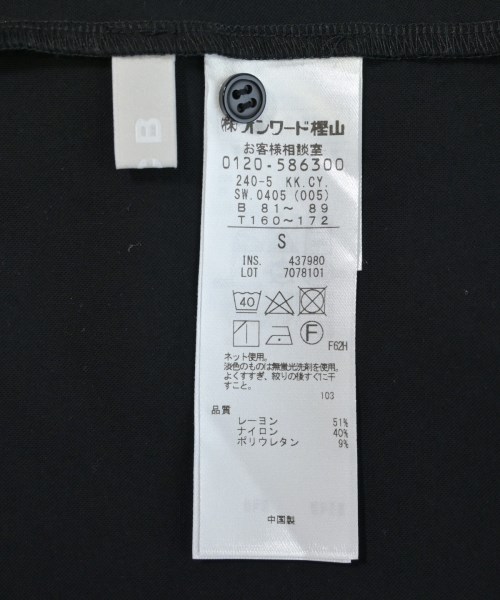 B
㈱オンワード樫山
お客様相談室
0120-586300
240-5 KK.CY.
SW.0405 (005)
B 81～ 89
T160～172
S
INS. 437980
LOT 7078101
40
F
F62H
ネット使用。
淡色のものは無蛍光洗剤を使用。
よくすすぎ、絞りの後すぐに干
すこと。
103
品質
レーヨン 51%
ナイロン 40%
ポリウレタン 9%
中国製